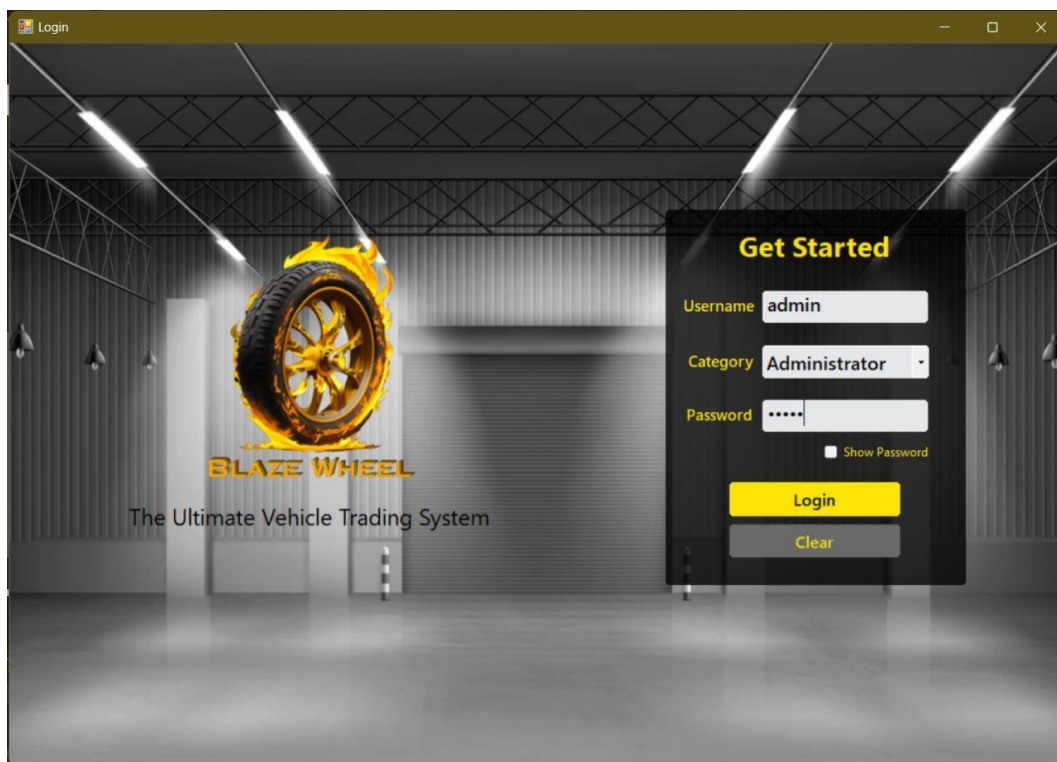 Login
Get Started
Username admin
Category Administrator
Password •••••
Show Password
Login
Clear
BLAZE WHEEL
The Ultimate Vehicle Trading System